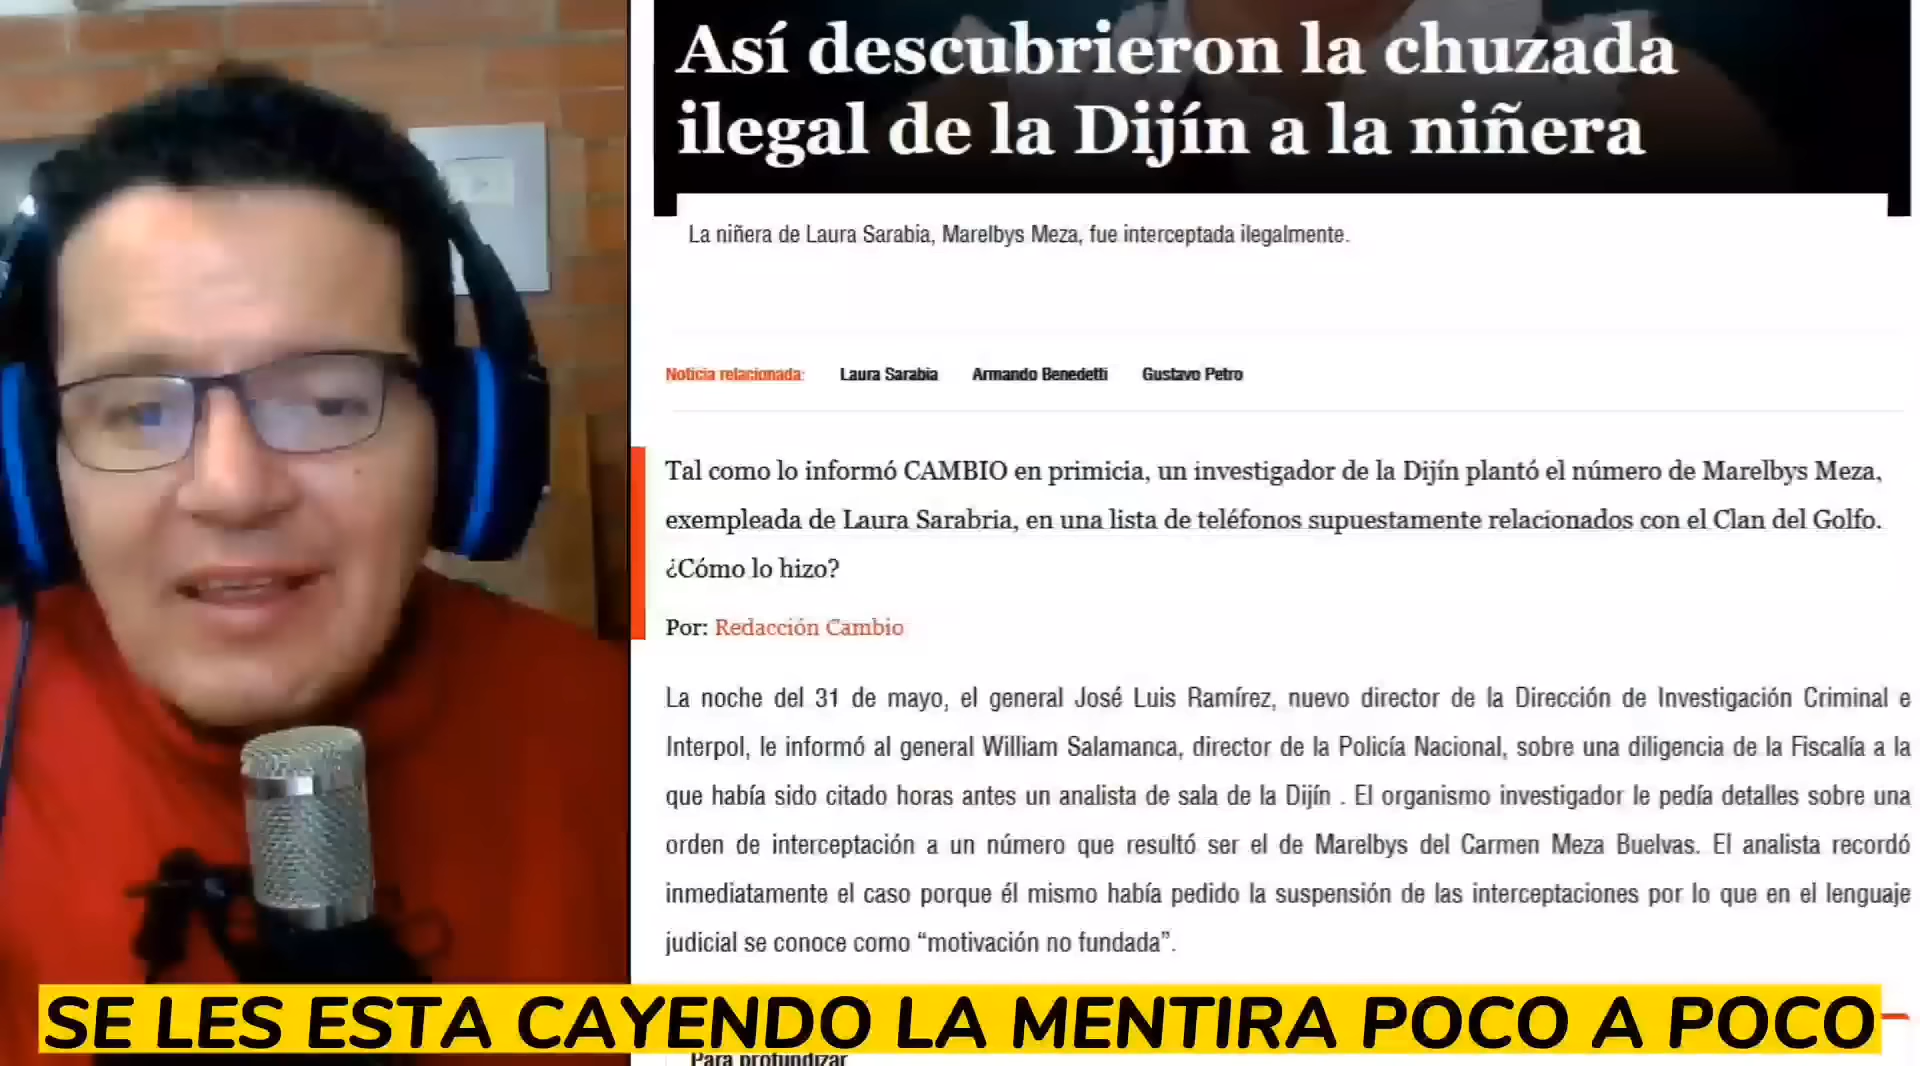 Así descubrieron la chuzada
ilegal de la Dijín a la niñera
La niñera de Laura Sarabia, Marelbys Meza, fue interceptada ilegalmente.
Noticia relacionada: Laura Sarabia Armando Benedetti Gustavo Petro
Tal como lo informó CAMBIO en primicia, un investigador de la Dijín plantó el número de Marelbys Meza,
exempleada de Laura Sarabria, en una lista de teléfonos supuestamente relacionados con el Clan del Golfo.
¿Cómo lo hizo?
Por: Redacción Cambio
La noche del 31 de mayo, el general José Luis Ramírez, nuevo director de la Dirección de Investigación Criminal e
Interpol, le informó al general William Salamanca, director de la Policía Nacional, sobre una diligencia de la Fiscalía a la
que había sido citado horas antes un analista de sala de la Dijín . El organismo investigador le pedía detalles sobre una
orden de interceptación a un número que resultó ser el de Marelbys del Carmen Meza Buelvas. El analista recordó
inmediatamente el caso porque él mismo había pedido la suspensión de las interceptaciones por lo que en el lenguaje
judicial se conoce como “motivación no fundada”.
SE LES ESTA CAYENDO LA MENTIRA POCO A POCO
Para profundizar